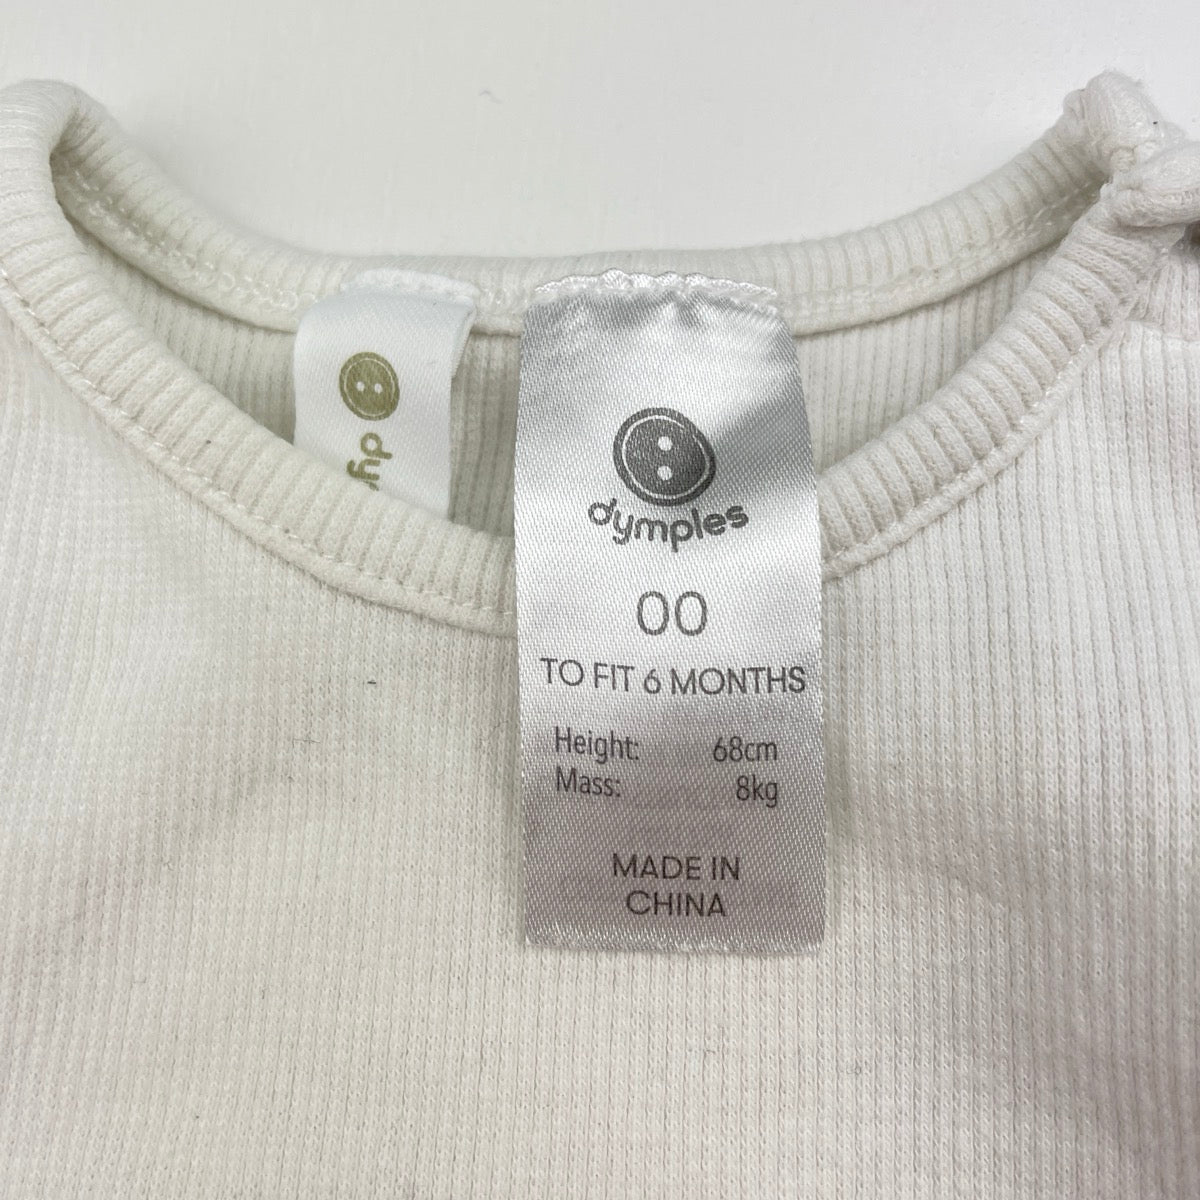 dymples
00
TO FIT 6 MONTHS
Height: 68cm
Mass: 8kg
MADE IN
CHINA